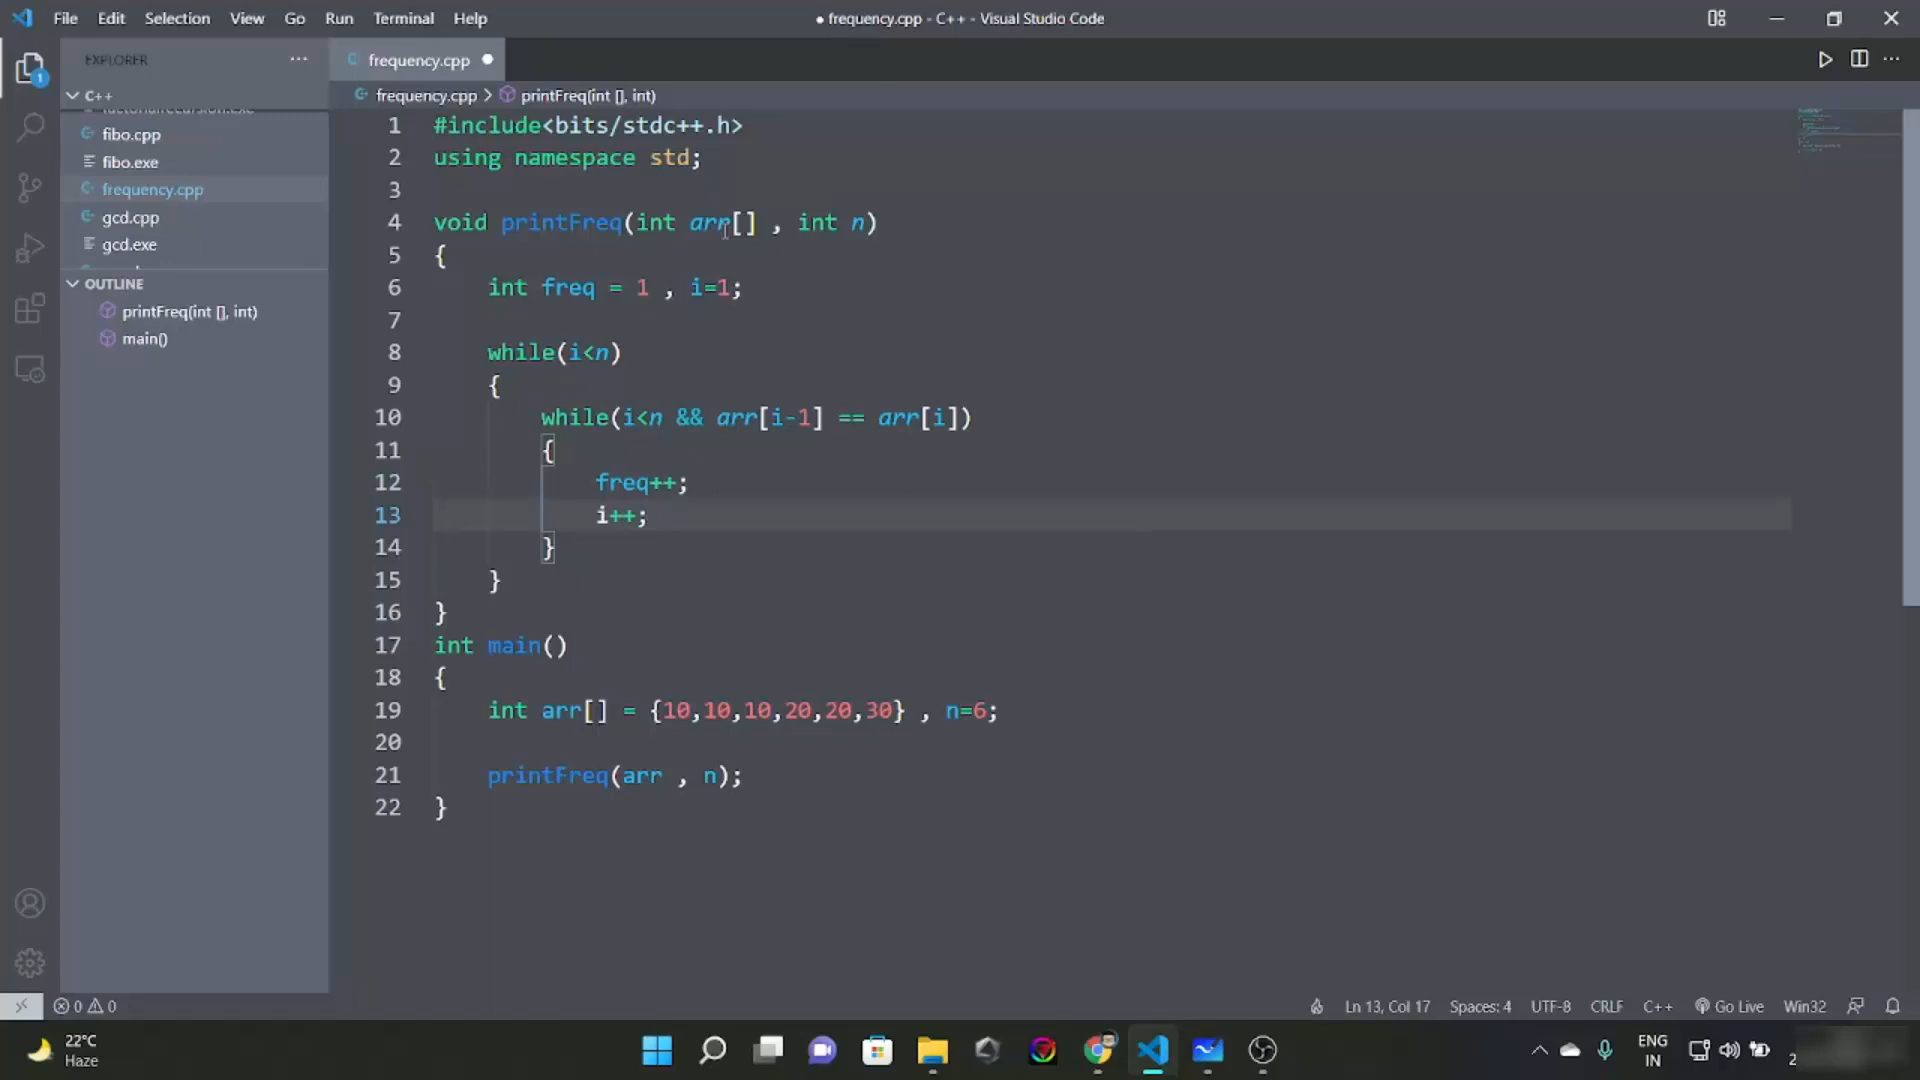 File Edit Selection View Go Run Terminal Help
● frequency.cpp - C++ - Visual Studio Code
EXPLORER
C++
fibo.cpp
fibo.exe
frequency.cpp
gcd.cpp
gcd.exe
OUTLINE
printFreq(int [], int)
main()
frequency.cpp
frequency.cpp > printFreq(int [], int)
1 #include<bits/stdc++.h>
2 using namespace std;
3
4 void printFreq(int arr[] , int n)
5 {
6 int freq = 1 , i=1;
7
8 while(i<n)
9 {
10 while(i<n && arr[i-1] == arr[i])
11 {
12 freq++;
13 i++;
14 }
15 }
16 }
17 int main()
18 {
19 int arr[] = {10,10,10,20,20,30} , n=6;
20
21 printFreq(arr , n);
22 }
0 0
Ln 13, Col 17 Spaces: 4 UTF-8 CRLF C++ Go Live Win32
22°C
Haze
ENG
IN
1